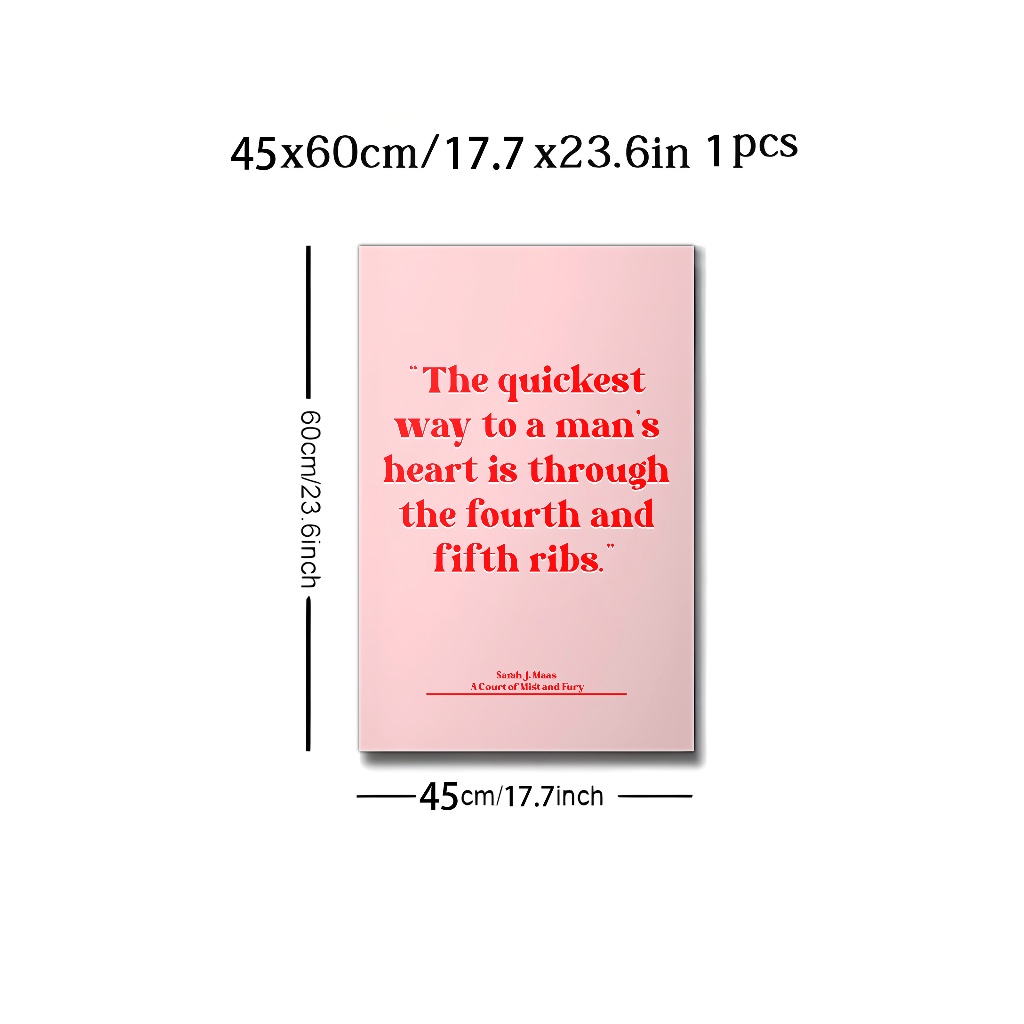 45x60cm/17.7 x23.6in 1pcs
60cm/23.6inch
"The quickest
way to a man's
heart is through
the fourth and
fifth ribs."
Sarah J. Maas
A Court of Mist and Fury
45cm/17.7inch